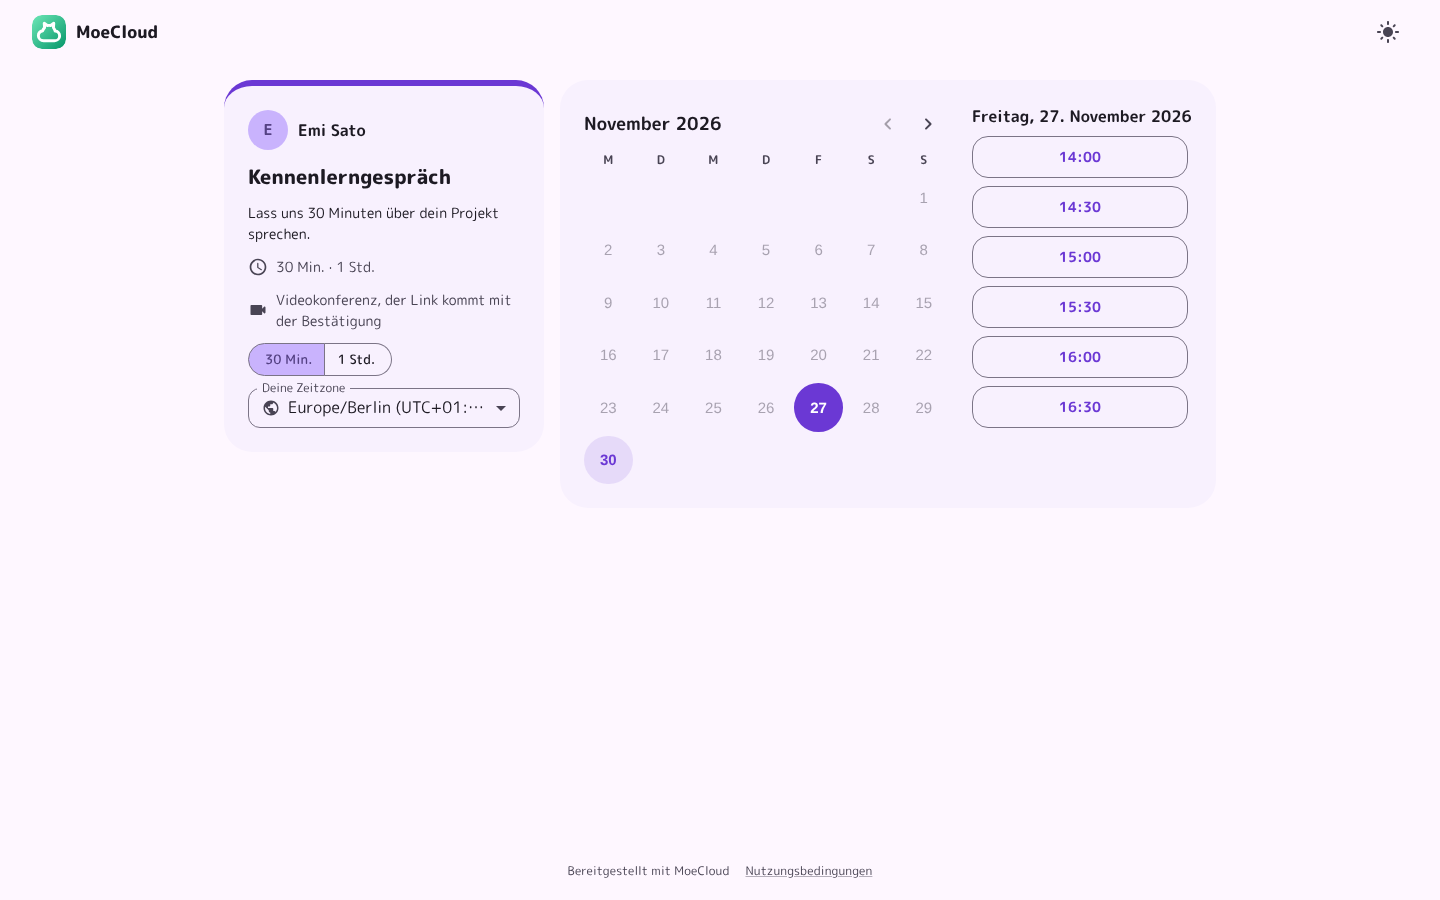 MoeCloud
E
Emi Sato
Kennenlerngespräch
Lass uns 30 Minuten über dein Projekt
sprechen.
30 Min. · 1 Std.
Videokonferenz, der Link kommt mit
der Bestätigung
30 Min.
1 Std.
Deine Zeitzone
Europe/Berlin (UTC+01:⋯
November 2026
M D M D F S S
1
2 3 4 5 6 7 8
9 10 11 12 13 14 15
16 17 18 19 20 21 22
23 24 25 26 27 28 29
30
Freitag, 27. November 2026
14:00
14:30
15:00
15:30
16:00
16:30
Bereitgestellt mit MoeCloud Nutzungsbedingungen